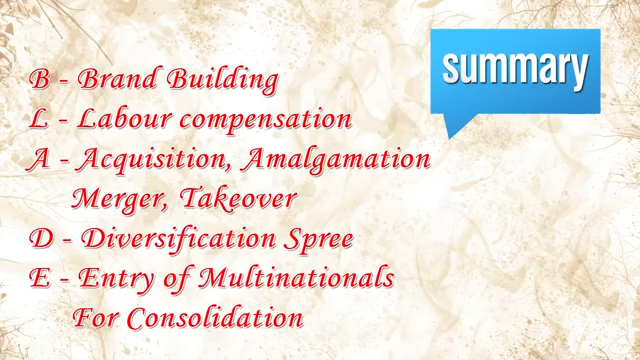 summary
B - Brand Building
L - Labour compensation
A - Acquisition, Amalgamation
Merger, Takeover
D - Diversification Spree
E - Entry of Multinationals
For Consolidation